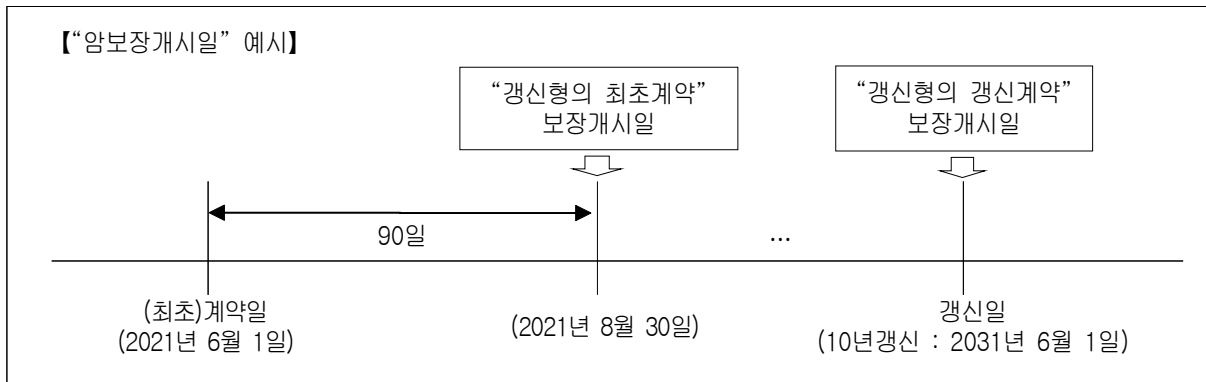 【“암보장개시일” 예시】
“갱신형의 최초계약”
보장개시일
“갱신형의 갱신계약”
보장개시일
90일
...
(최초)계약일
(2021년 6월 1일)
(2021년 8월 30일)
갱신일
(10년갱신 : 2031년 6월 1일)